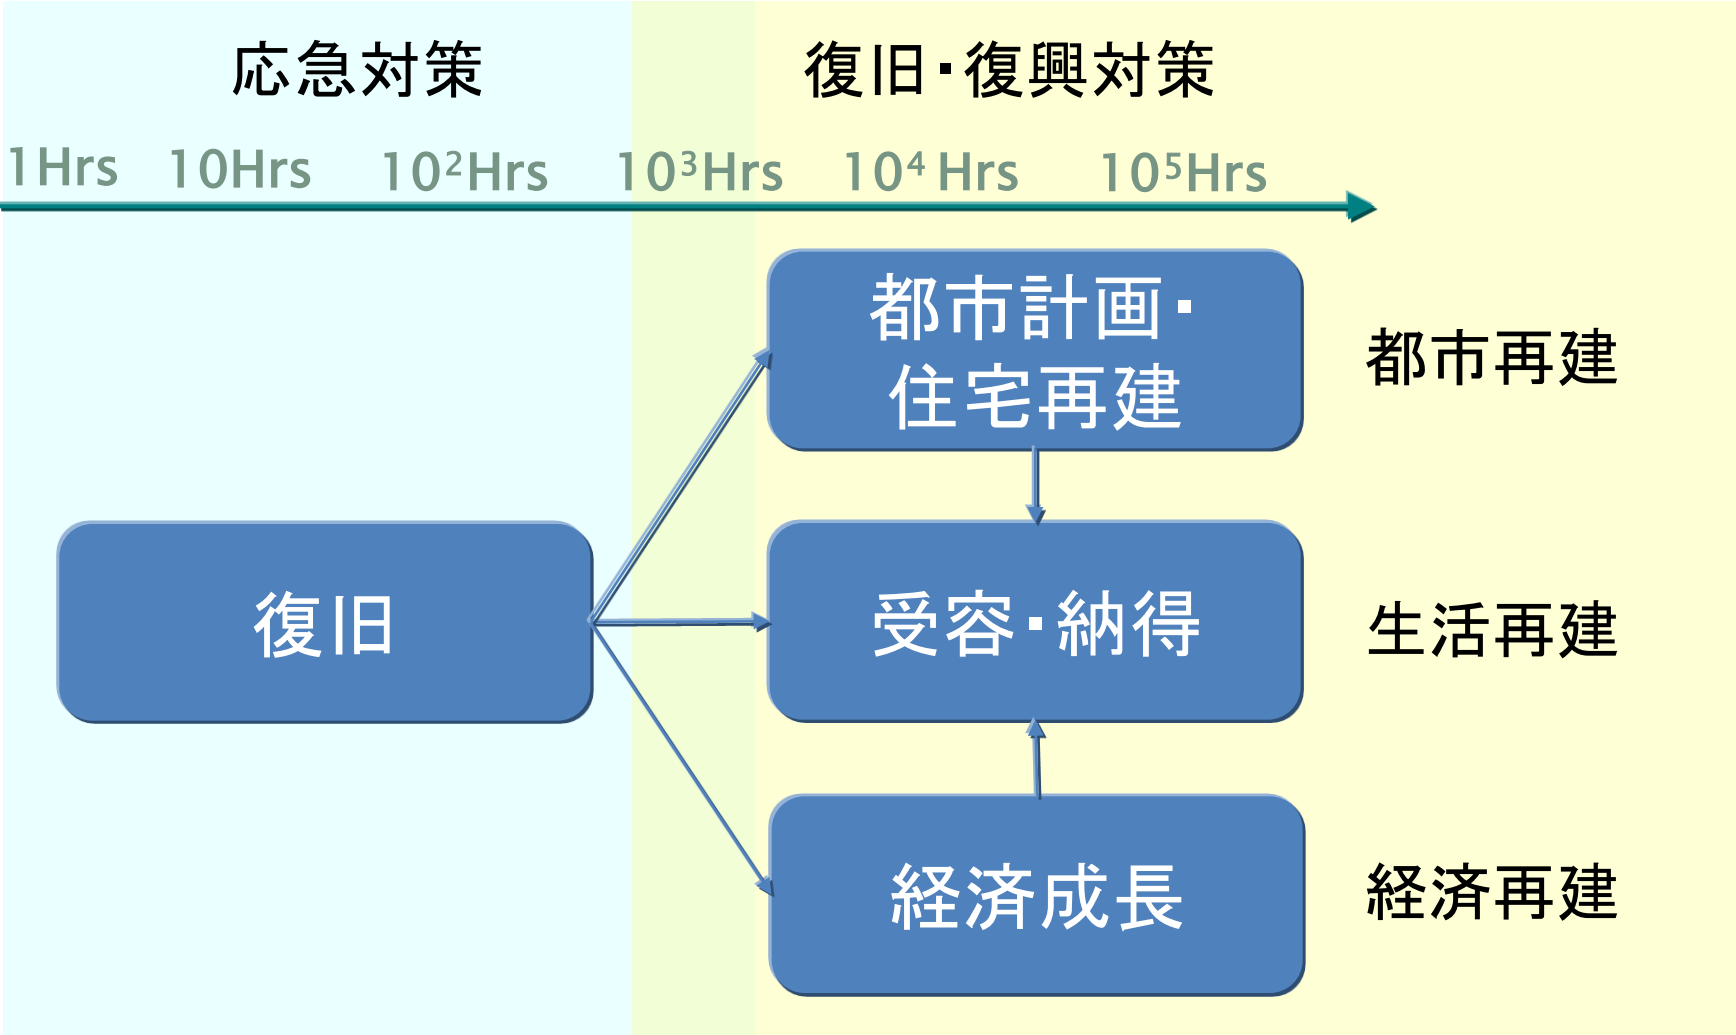 応急対策
復旧・復興対策
1Hrs 10Hrs 10²Hrs 10³Hrs 10⁴ Hrs 10⁵Hrs
都市計画・
住宅再建
都市再建
復旧
受容・納得
生活再建
経済成長
経済再建